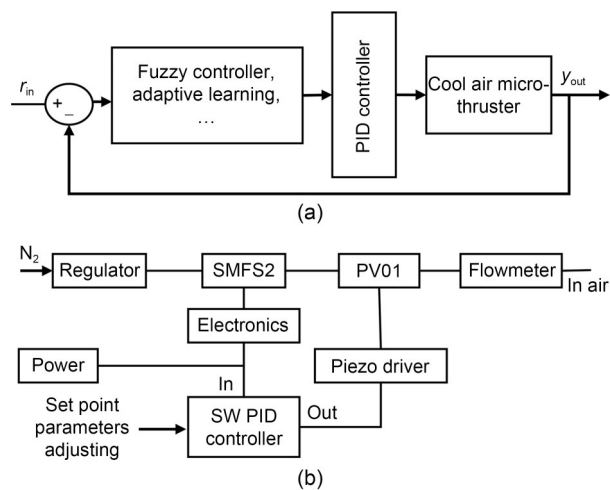 r_in
+
−
Fuzzy controller,
adaptive learning,
…
PID controller
Cool air micro-
thruster
y_out
(a)
N₂
Regulator
SMFS2
PV01
Flowmeter
In air
Electronics
Power
Piezo driver
In
Set point
parameters
adjusting
SW PID
controller
Out
(b)